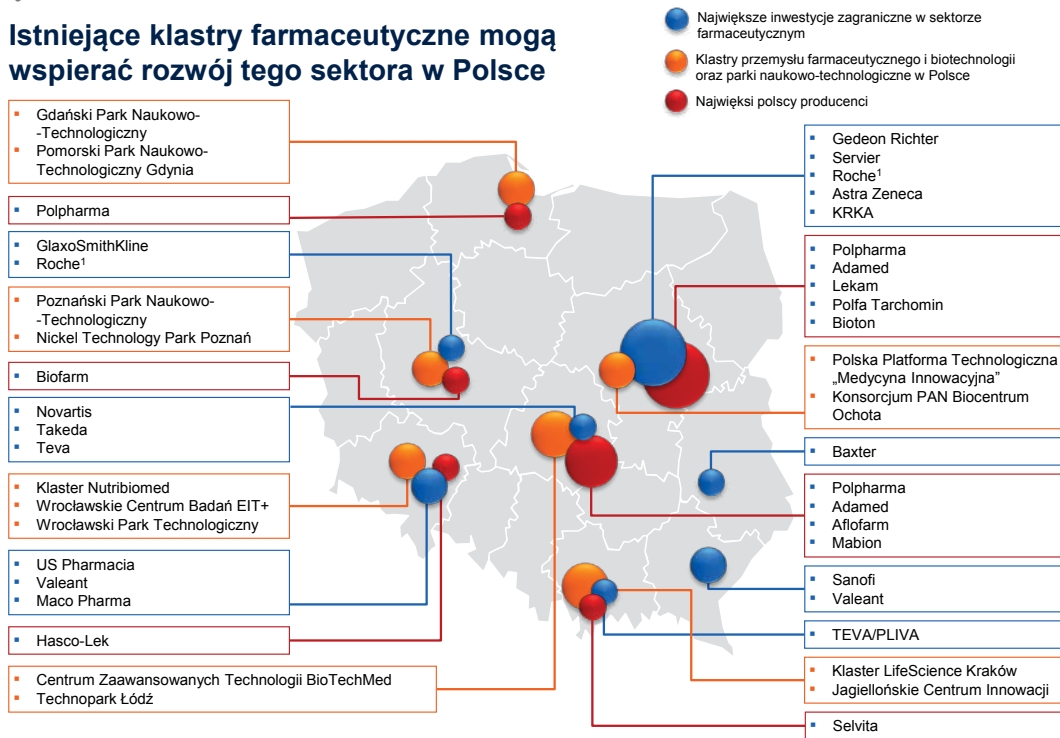 Istniejące klastry farmaceutyczne mogą
wspierać rozwój tego sektora w Polsce
Największe inwestycje zagraniczne w sektorze
farmaceutycznym
Klastry przemysłu farmaceutycznego i biotechnologii
oraz parki naukowo-technologiczne w Polsce
Najwięksi polscy producenci
Gdański Park Naukowo-
-Technologiczny
Pomorski Park Naukowo-
Technologiczny Gdynia
Polpharma
GlaxoSmithKline
Roche¹
Poznański Park Naukowo-
-Technologiczny
Nickel Technology Park Poznań
Biofarm
Novartis
Takeda
Teva
Klaster Nutribiomed
Wrocławskie Centrum Badań EIT+
Wrocławski Park Technologiczny
US Pharmacia
Valeant
Maco Pharma
Hasco-Lek
Centrum Zaawansowanych Technologii BioTechMed
Technopark Łódź
Gedeon Richter
Servier
Roche¹
Astra Zeneca
KRKA
Polpharma
Adamed
Lekam
Polfa Tarchomin
Bioton
Polska Platforma Technologiczna
„Medycyna Innowacyjna”
Konsorcjum PAN Biocentrum
Ochota
Baxter
Polpharma
Adamed
Aflofarm
Mabion
Sanofi
Valeant
TEVA/PLIVA
Klaster LifeScience Kraków
Jagiellońskie Centrum Innowacji
Selvita